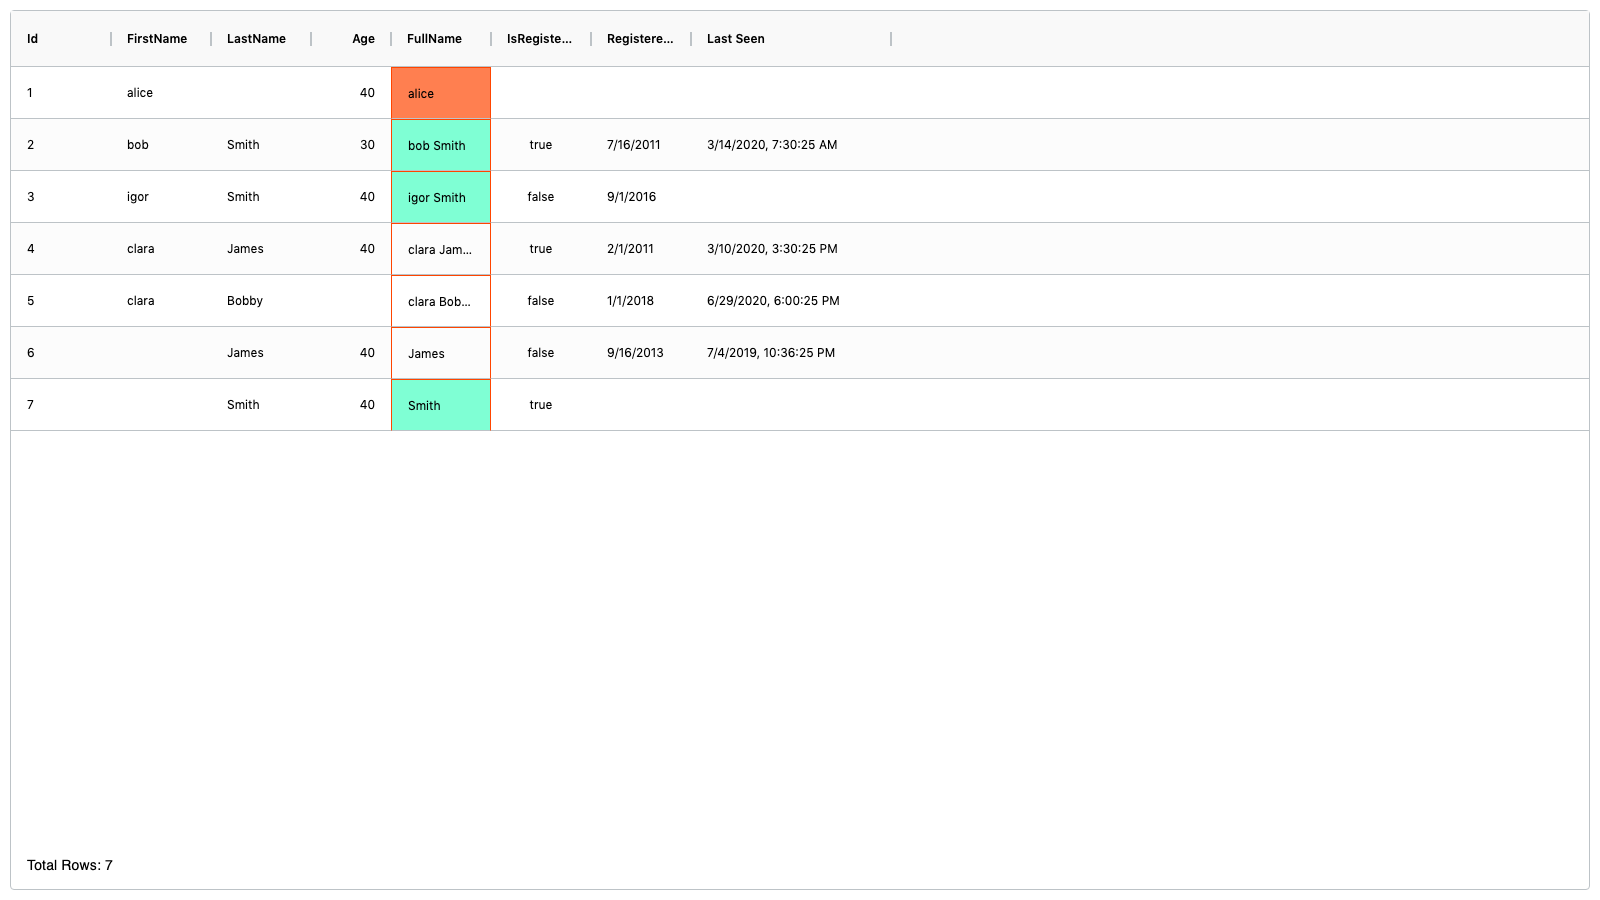 Id FirstName LastName Age FullName IsRegiste... Registere... Last Seen
1 alice 40 alice
2 bob Smith 30 bob Smith true 7/16/2011 3/14/2020, 7:30:25 AM
3 igor Smith 40 igor Smith false 9/1/2016
4 clara James 40 clara Jam... true 2/1/2011 3/10/2020, 3:30:25 PM
5 clara Bobby clara Bob... false 1/1/2018 6/29/2020, 6:00:25 PM
6 James 40 James false 9/16/2013 7/4/2019, 10:36:25 PM
7 Smith 40 Smith true
Total Rows: 7